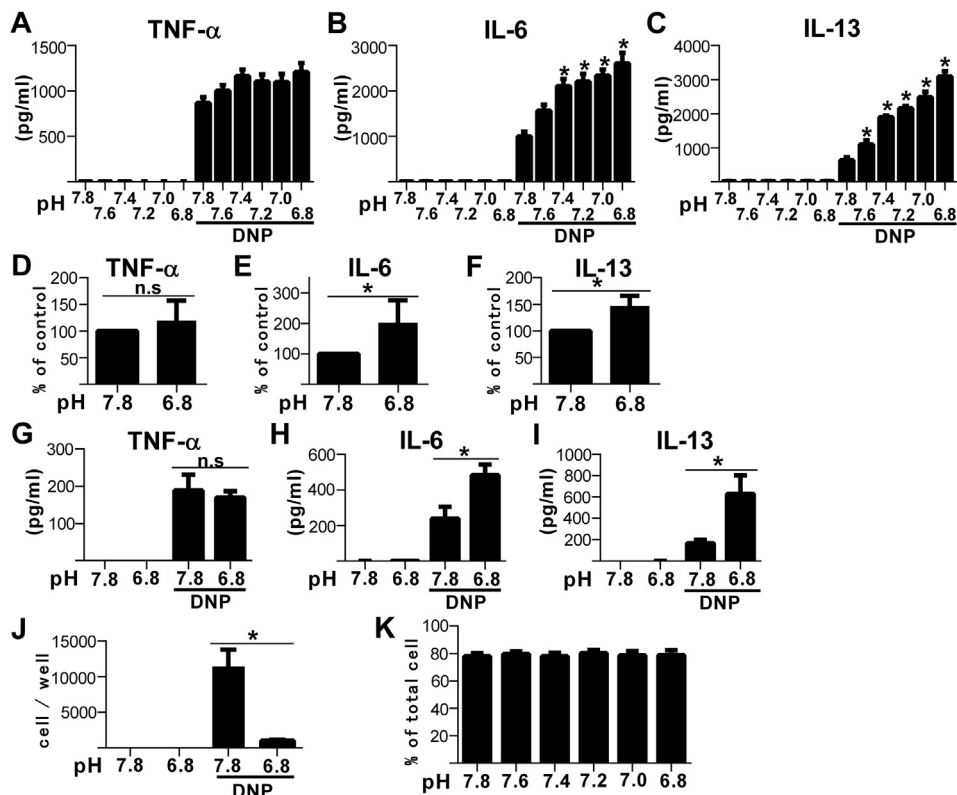 A TNF-α
(pg/ml)
1500
1000
500
pH 7.8 7.4 7.0 7.8 7.4 7.0
7.6 7.2 6.8 7.6 7.2 6.8
DNP
B IL-6
(pg/ml)
3000
2000
1000
* * * *
7.8 7.4 7.0 7.8 7.4 7.0
7.6 7.2 6.8 7.6 7.2 6.8
DNP
C IL-13
(pg/ml)
4000
3000
2000
1000
* * * * *
7.8 7.4 7.0 7.8 7.4 7.0
7.6 7.2 6.8 7.6 7.2 6.8
DNP
D TNF-α
% of control
200
150
100
50
n.s
pH 7.8 6.8
E IL-6
% of control
300
200
100
*
pH 7.8 6.8
F IL-13
% of control
200
150
100
50
*
pH 7.8 6.8
G TNF-α
(pg/ml)
300
200
100
n.s
pH 7.8 6.8 7.8 6.8
DNP
H IL-6
(pg/ml)
600
400
200
*
pH 7.8 6.8 7.8 6.8
DNP
I IL-13
(pg/ml)
1000
800
600
400
200
*
pH 7.8 6.8 7.8 6.8
DNP
J
cell / well
15000
10000
5000
*
pH 7.8 6.8 7.8 6.8
DNP
K
% of total cell
80
60
40
20
pH 7.8 7.6 7.4 7.2 7.0 6.8